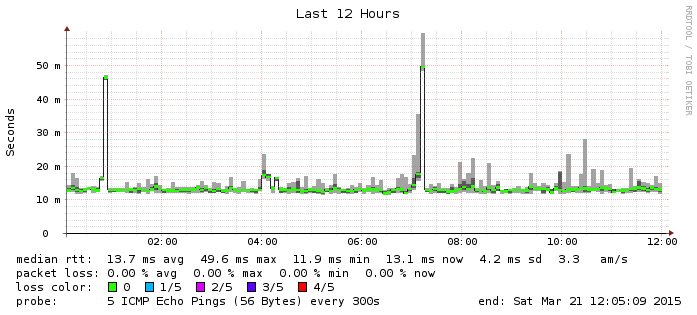 Last 12 Hours
RRDTOOL / TOBI OETIKER
Seconds
50 m
40 m
30 m
20 m
10 m
0
02:00 04:00 06:00 08:00 10:00 12:00
median rtt: 13.7 ms avg 49.6 ms max 11.9 ms min 13.1 ms now 4.2 ms sd 3.3 am/s
packet loss: 0.00 % avg 0.00 % max 0.00 % min 0.00 % now
loss color: 0 1/5 2/5 3/5 4/5
probe: 5 ICMP Echo Pings (56 Bytes) every 300s end: Sat Mar 21 12:05:09 2015